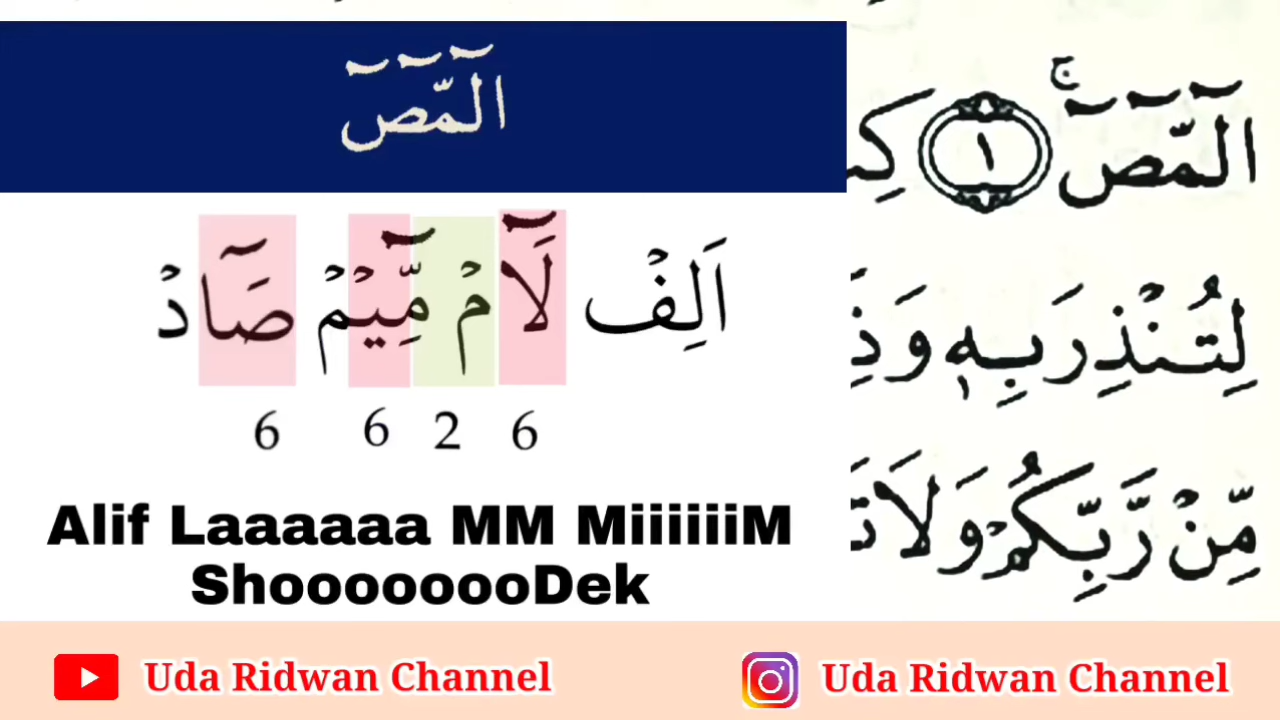 الٓمّٓصٓ
اَلِفْ لَآمْ مِّيْٓمْ صَآدْ
6 6 2 6
Alif Laaaaaa MM MiiiiiiM
ShoooooooDek
الٓمّٓصٓ ۚ ١
لِتُنْذِرَ بِهٖ وَذِ
مِّنْ رَّبِّكُمْ وَلَا تَ
Uda Ridwan Channel
Uda Ridwan Channel